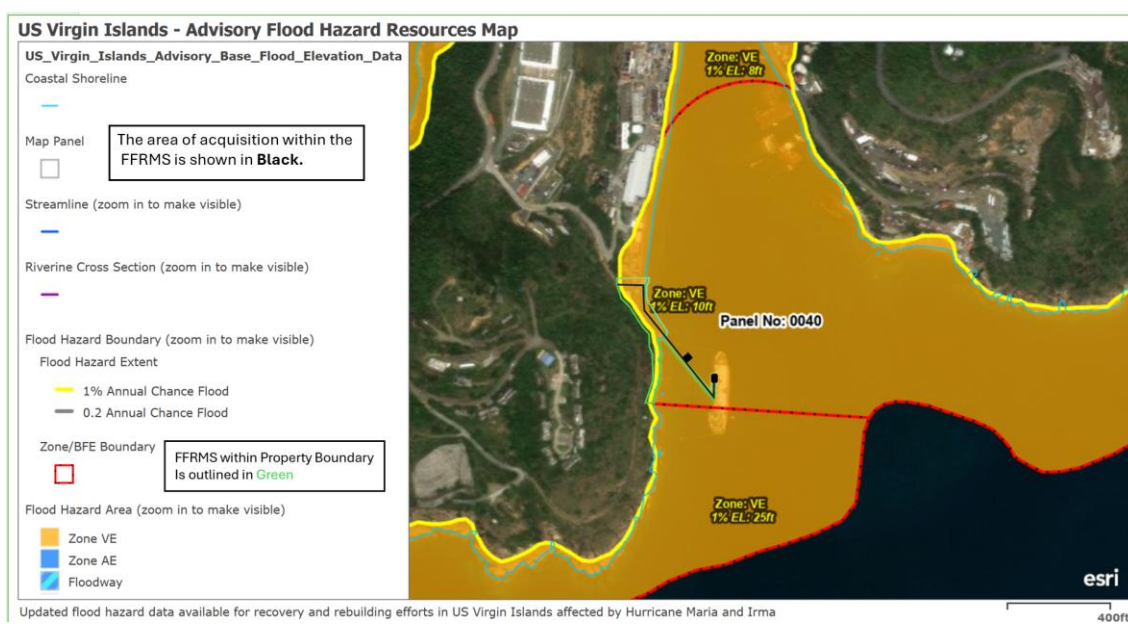 US Virgin Islands - Advisory Flood Hazard Resources Map
US_Virgin_Islands_Advisory_Base_Flood_Elevation_Data
Coastal Shoreline
Map Panel
The area of acquisition within the
FFRMS is shown in Black.
Streamline (zoom in to make visible)
Riverine Cross Section (zoom in to make visible)
Flood Hazard Boundary (zoom in to make visible)
Flood Hazard Extent
1% Annual Chance Flood
0.2 Annual Chance Flood
Zone/BFE Boundary
FFRMS within Property Boundary
Is outlined in Green
Flood Hazard Area (zoom in to make visible)
Zone VE
Zone AE
Floodway
Zone: VE
1% EL: 8ft
Zone: VE
1% EL: 10ft
Panel No: 0040
Zone: VE
1% EL: 25ft
esri
Updated flood hazard data available for recovery and rebuilding efforts in US Virgin Islands affected by Hurricane Maria and Irma
400ft